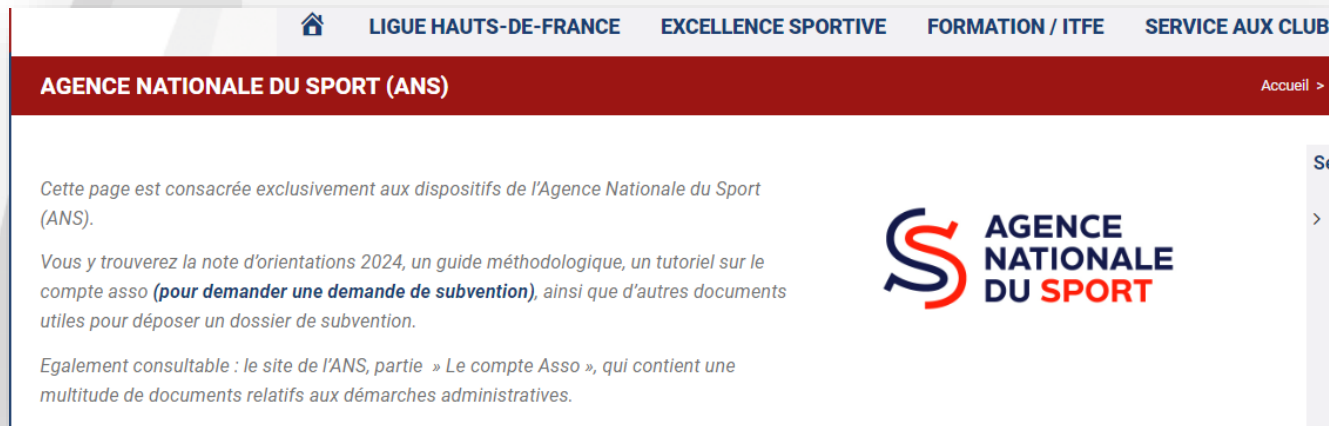 LIGUE HAUTS-DE-FRANCE EXCELLENCE SPORTIVE FORMATION / ITFE SERVICE AUX CLUB
AGENCE NATIONALE DU SPORT (ANS)
Accueil >
Cette page est consacrée exclusivement aux dispositifs de l'Agence Nationale du Sport
(ANS).
Vous y trouverez la note d'orientations 2024, un guide méthodologique, un tutoriel sur le
compte asso (pour demander une demande de subvention), ainsi que d'autres documents
utiles pour déposer un dossier de subvention.
Egalement consultable : le site de l'ANS, partie » Le compte Asso », qui contient une
multitude de documents relatifs aux démarches administratives.
AGENCE
NATIONALE
DU SPORT